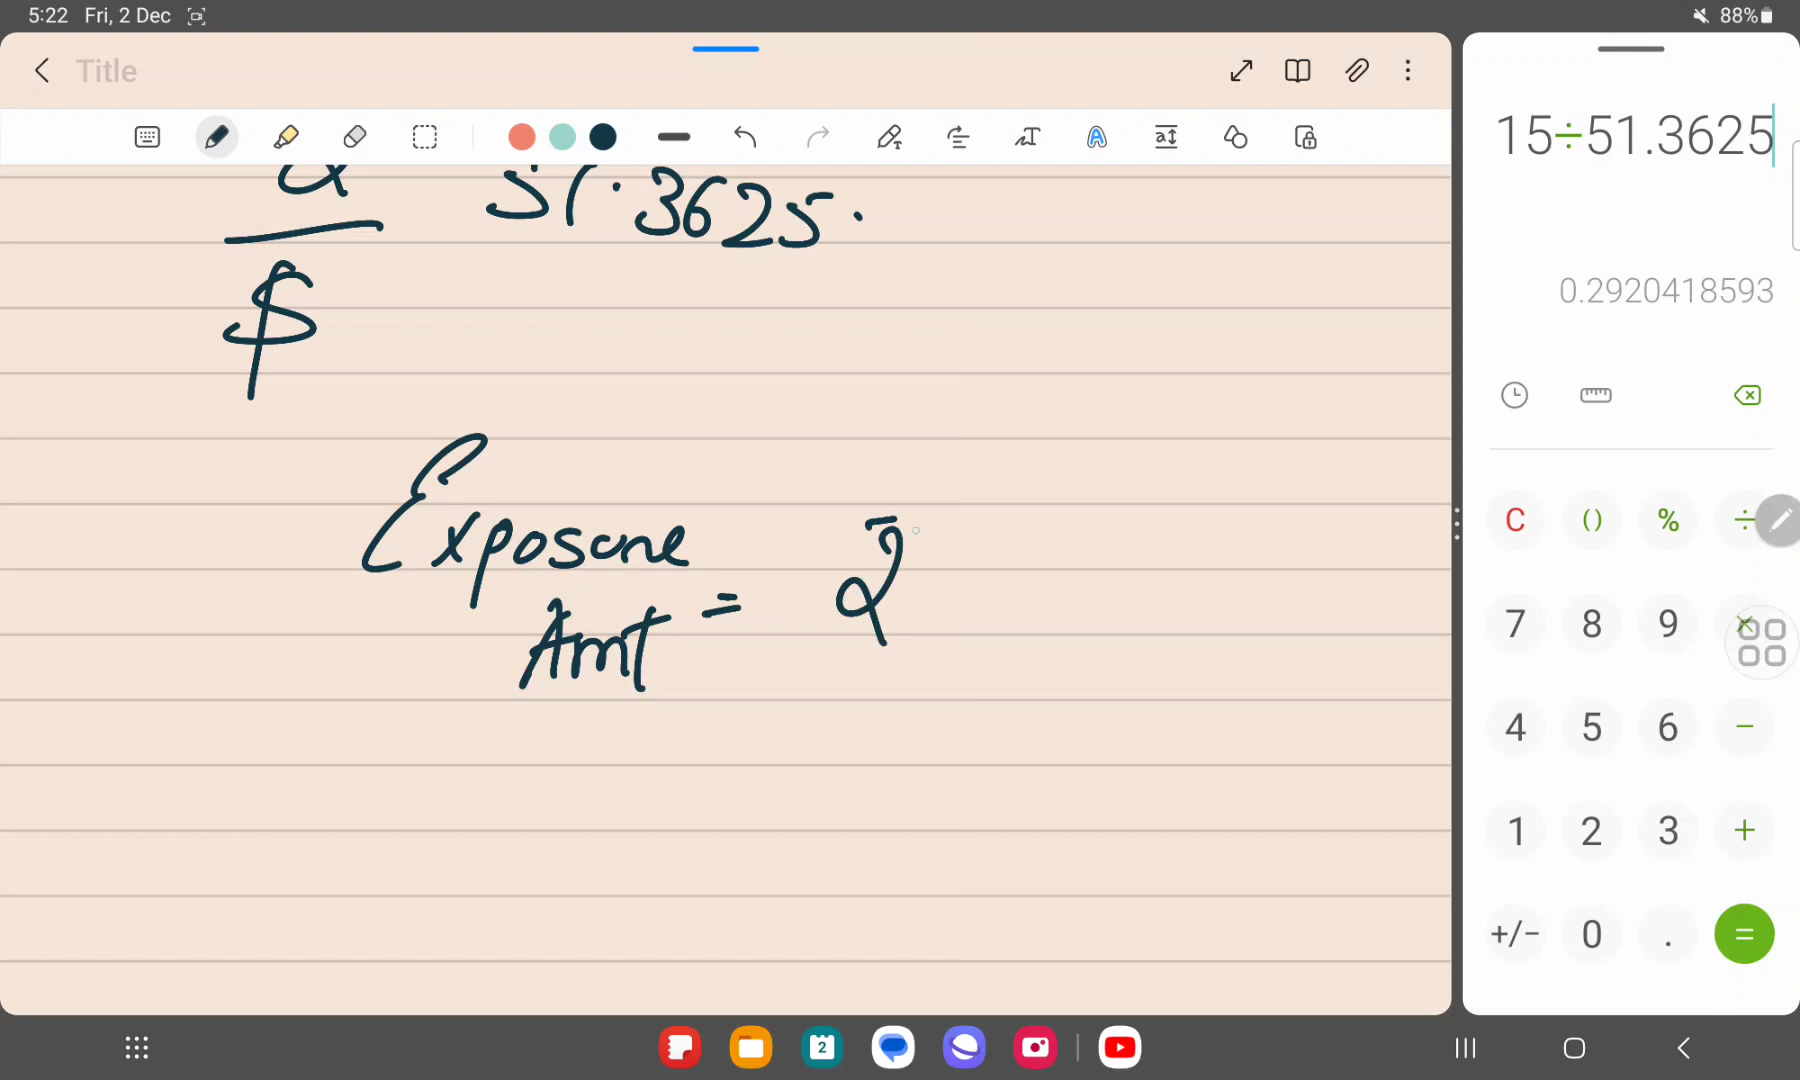 5:22 Fri, 2 Dec 88%
Title
51.3625.
$
Exposure
Amt = ₹
15÷51.3625
0.2920418593
C () % ÷
7 8 9 ×
4 5 6 −
1 2 3 +
+/− 0 . =
2